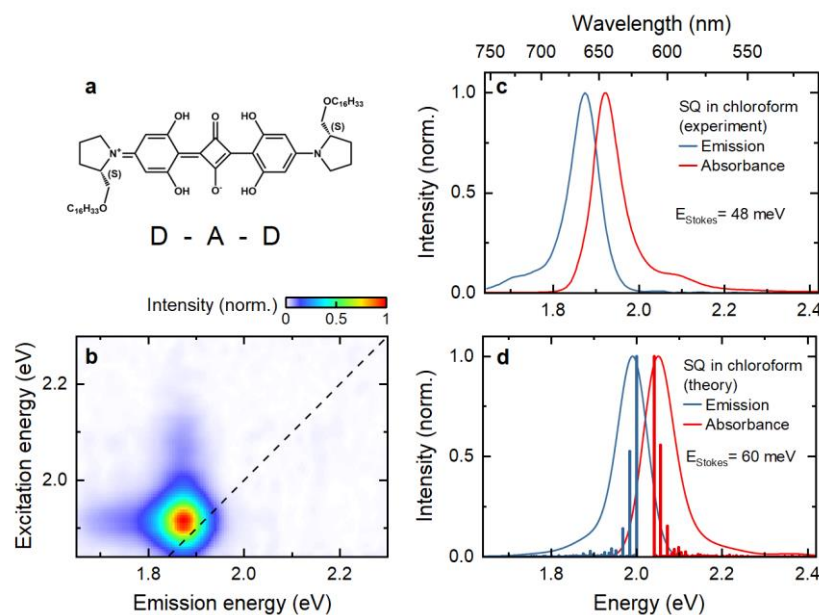 a
OC₁₆H₃₃
OH
O
HO
(S)
N⁺
N
(S)
OH
O⁻
HO
C₁₆H₃₃O
D - A - D
Intensity (norm.)
0 0.5 1
b
Excitation energy (eV)
2.2
2.0
1.8 2.0 2.2
Emission energy (eV)
Wavelength (nm)
750 700 650 600 550
c
SQ in chloroform
(experiment)
Emission
Absorbance
E_Stokes= 48 meV
Intensity (norm.)
1.0
0.5
0.0
1.8 2.0 2.2 2.4
d
SQ in chloroform
(theory)
Emission
Absorbance
E_Stokes= 60 meV
Intensity (norm.)
1.0
0.5
0.0
1.8 2.0 2.2 2.4
Energy (eV)